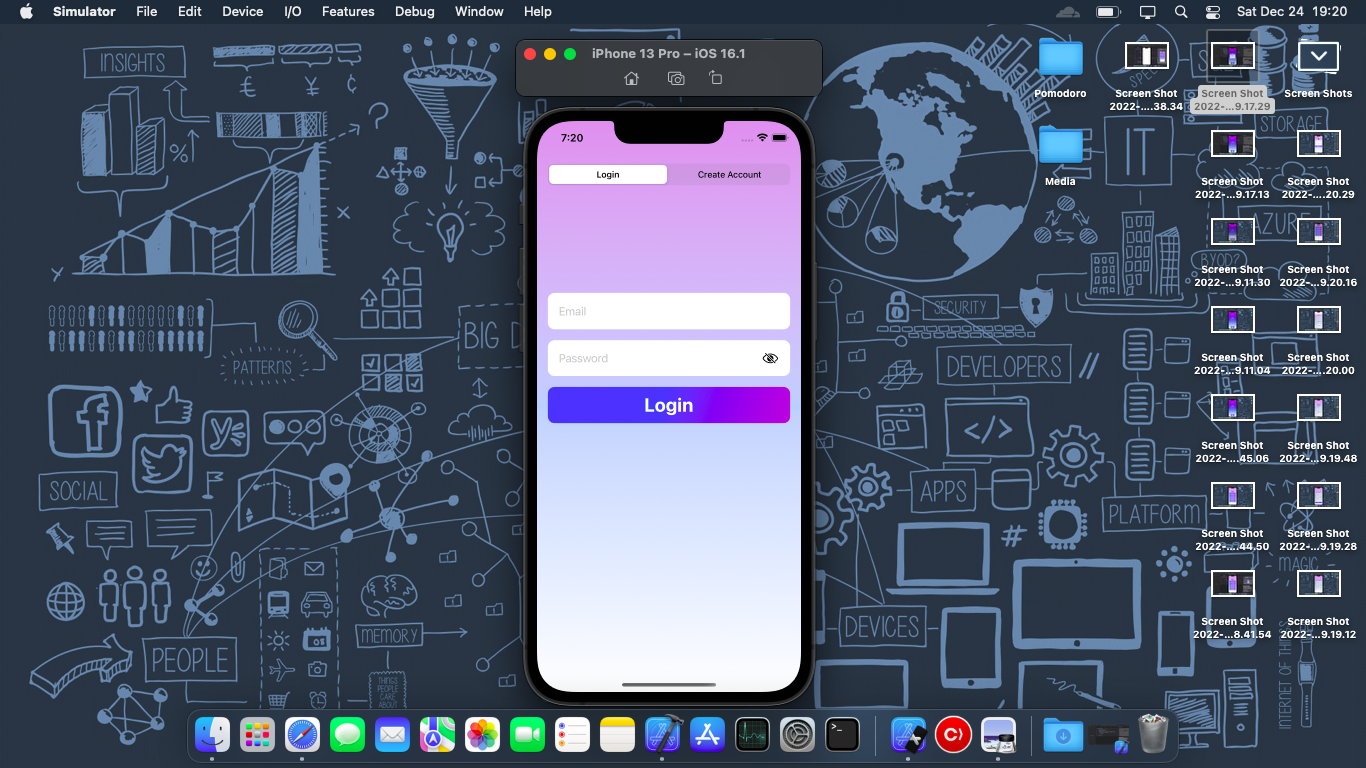 Simulator File Edit Device I/O Features Debug Window Help Sat Dec 24 19:20
iPhone 13 Pro – iOS 16.1
7:20
Login Create Account
Email
Password
Login
INSIGHTS
£ ¥ €
%
?
PATTERNS
BIG D
SOCIAL
PEOPLE
MEMORY
THINGS
PEOPLE
CARE
ABOUT
IT
STORAGE
AZURE
BYOD?
SECURITY
DEVELOPERS //
</>
APPS
#
PLATFORM
MAGIC
DEVICES
INTERNET OF THINGS
Pomodoro
Media
Screen Shot
2022-....38.34
Screen Shot
2022-...9.17.29
Screen Shots
Screen Shot
2022-...9.17.13
Screen Shot
2022-....20.29
Screen Shot
2022-...9.11.30
Screen Shot
2022-...9.20.16
Screen Shot
2022-...9.11.04
Screen Shot
2022-....20.00
Screen Shot
2022-....45.06
Screen Shot
2022-...9.19.48
Screen Shot
2022-....44.50
Screen Shot
2022-...9.19.28
Screen Shot
2022-...8.41.54
Screen Shot
2022-...9.19.12